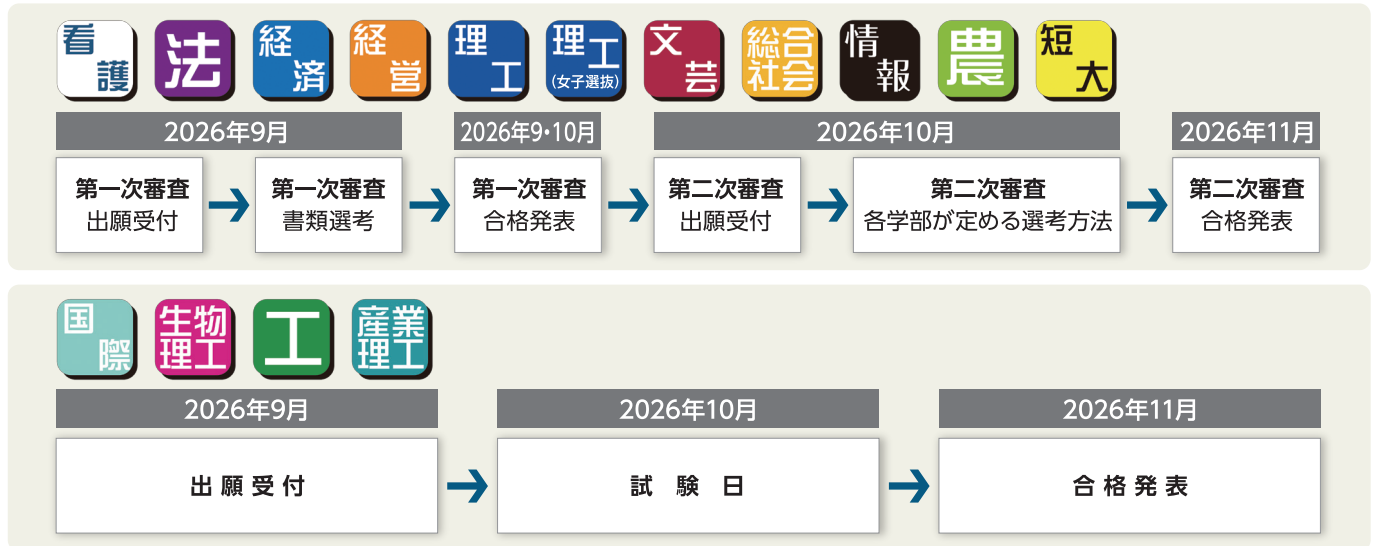 看護
法
経済
経営
理工
理工
(女子選抜)
文芸
総合
社会
情報
農
短大
2026年9月
2026年9・10月
2026年10月
2026年11月
第一次審査
出願受付
第一次審査
書類選考
第一次審査
合格発表
第二次審査
出願受付
第二次審査
各学部が定める選考方法
第二次審査
合格発表
国際
生物
理工
工
産業
理工
2026年9月
2026年10月
2026年11月
出願受付
試験日
合格発表